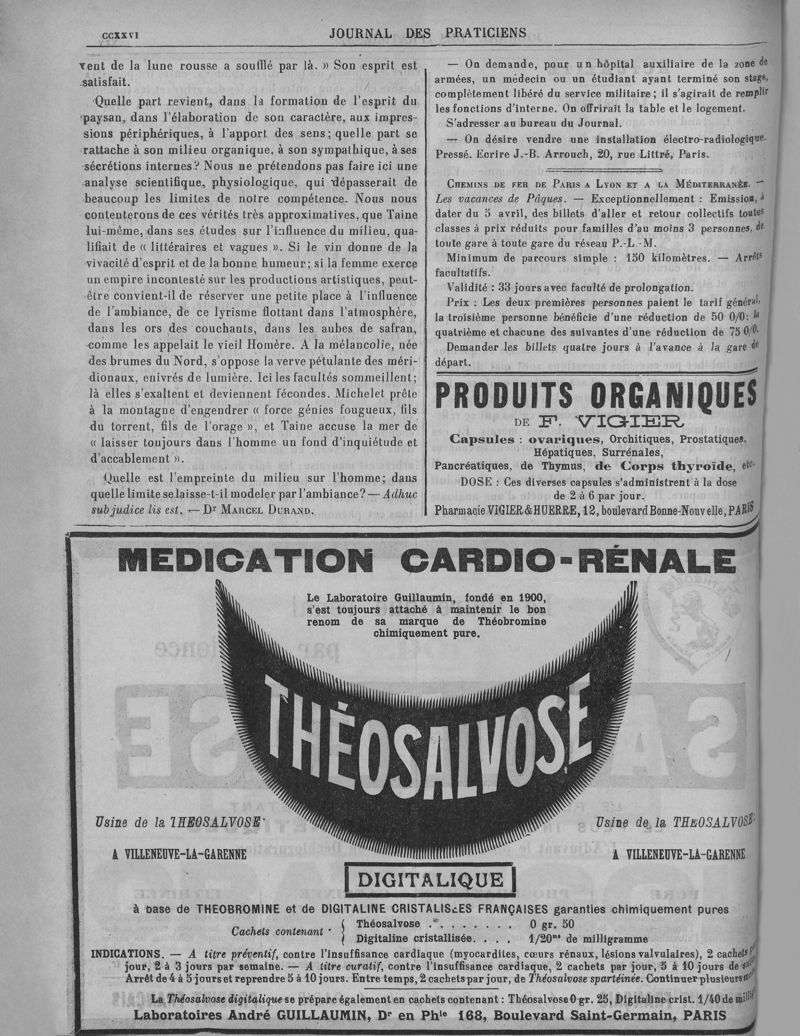 CCXXVI
JOURNAL DES PRATICIENS
vent de la lune rousse a soufflé par là. » Son esprit est
satisfait.
Quelle part revient, dans la formation de l'esprit du
paysan, dans l'élaboration de son caractère, aux impres-
sions périphériques, à l'apport des sens; quelle part se
rattache à son milieu organique, à son sympathique, à ses
sécrétions internes? Nous ne prétendons pas faire ici une
analyse scientifique, physiologique, qui dépasserait de
beaucoup les limites de notre compétence. Nous nous
contenterons de ces vérités très approximatives, que Taine
lui-même, dans ses études sur l'influence du milieu, qua-
lifiait de « littéraires et vagues ». Si le vin donne de la
vivacité d'esprit et de la bonne humeur; si la femme exerce
un empire incontesté sur les productions artistiques, peut-
être convient-il de réserver une petite place à l'influence
de l'ambiance, de ce lyrisme flottant dans l'atmosphère,
dans les ors des couchants, dans les aubes de safran,
comme les appelait le vieil Homère. A la mélancolie, née
des brumes du Nord, s'oppose la verve pétulante des méri-
dionaux, enivrés de lumière. Ici les facultés sommeillent;
là elles s'exaltent et deviennent fécondes. Michelet prête
à la montagne d'engendrer « force génies fougueux, fils
du torrent, fils de l'orage », et Taine accuse la mer de
« laisser toujours dans l'homme un fond d'inquiétude et
d'accablement ».
Quelle est l'empreinte du milieu sur l'homme; dans
quelle limite se laisse-t-il modeler par l'ambiance? — Adhuc
sub judice lis est. — Dr MARCEL DURAND.
— On demande, pour un hôpital auxiliaire de la zone de
armées, un médecin ou un étudiant ayant terminé son stage,
complètement libéré du service militaire; il s'agirait de remplir
les fonctions d'interne. On offrirait la table et le logement.
S'adresser au bureau du Journal.
— On désire vendre une installation électro-radiologique.
Pressé. Ecrire J.-B. Arrouch, 20, rue Littré, Paris.
CHEMINS DE FER DE PARIS A LYON ET A LA MÉDITERRANÉE. —
Les vacances de Pâques. — Exceptionnellement : Emission, à
dater du 5 avril, des billets d'aller et retour collectifs toutes
classes à prix réduits pour familles d'au moins 3 personnes, de
toute gare à toute gare du réseau P.-L.-M.
Minimum de parcours simple : 150 kilomètres. — Arrêts
facultatifs.
Validité : 33 jours avec faculté de prolongation.
Prix : Les deux premières personnes paient le tarif général,
la troisième personne bénéficie d'une réduction de 50 0/0; la
quatrième et chacune des suivantes d'une réduction de 75 0/0.
Demander les billets quatre jours à l'avance à la gare de
départ.
PRODUITS ORGANIQUES
DE F. VIGIER
Capsules : ovariques, Orchitiques, Prostatiques,
Hépatiques, Surrénales,
Pancréatiques, de Thymus, de Corps thyroïde, etc.
DOSE : Ces diverses capsules s'administrent à la dose
de 2 à 6 par jour.
Pharmacie VIGIER & HUERRE, 12, boulevard Bonne-Nouvelle, PARIS
MEDICATION CARDIO-RÉNALE
Le Laboratoire Guillaumin, fondé en 1900,
s'est toujours attaché à maintenir le bon
renom de sa marque de Théobromine
chimiquement pure.
THÉOSALVOSE
Usine de la THEOSALVOSE
A VILLENEUVE-LA-GARENNE
Usine de la THEOSALVOSE
A VILLENEUVE-LA-GARENNE
DIGITALIQUE
à base de THEOBROMINE et de DIGITALINE CRISTALISÉES FRANÇAISES garanties chimiquement pures
Cachets contenant : { Théosalvose . . . . . . . . 0 gr. 50
Digitaline cristallisée. . . . 1/20me de milligramme
INDICATIONS. — A titre préventif, contre l'insuffisance cardiaque (myocardites, cœurs rénaux, lésions valvulaires), 2 cachets
jour, 2 à 3 jours par semaine. — A titre curatif, contre l'insuffisance cardiaque, 2 cachets par jour, 5 à 10 jours de
Arrêt de 4 à 5 jours et reprendre 5 à 10 jours. Entre temps, 2 cachets par jour, de Théosalvose spartéinée. Continuer plusieurs
La Théosalvose digitalique se prépare également en cachets contenant : Théosalvose 0 gr. 25, Digitaline crist. 1/40 de
Laboratoires André GUILLAUMIN, Dr en Phie 168, Boulevard Saint-Germain, PARIS